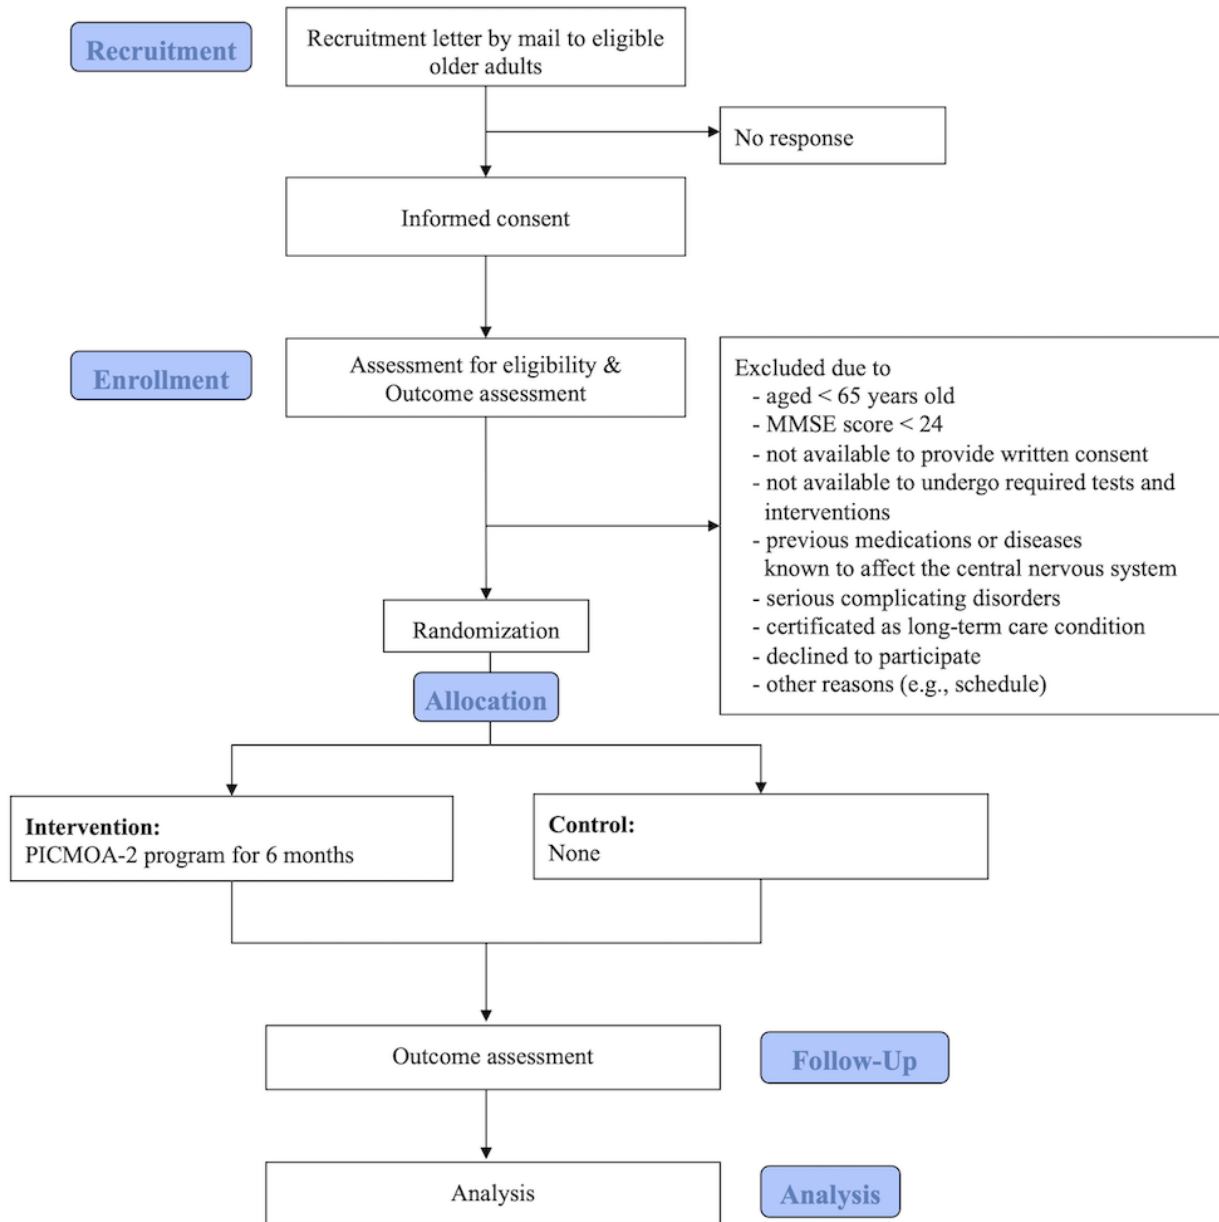 Recruitment
Recruitment letter by mail to eligible
older adults
No response
Informed consent
Enrollment
Assessment for eligibility &
Outcome assessment
Excluded due to
- aged < 65 years old
- MMSE score < 24
- not available to provide written consent
- not available to undergo required tests and
interventions
- previous medications or diseases
known to affect the central nervous system
- serious complicating disorders
- certificated as long-term care condition
- declined to participate
- other reasons (e.g., schedule)
Randomization
Allocation
Intervention:
PICMOA-2 program for 6 months
Control:
None
Outcome assessment
Follow-Up
Analysis
Analysis